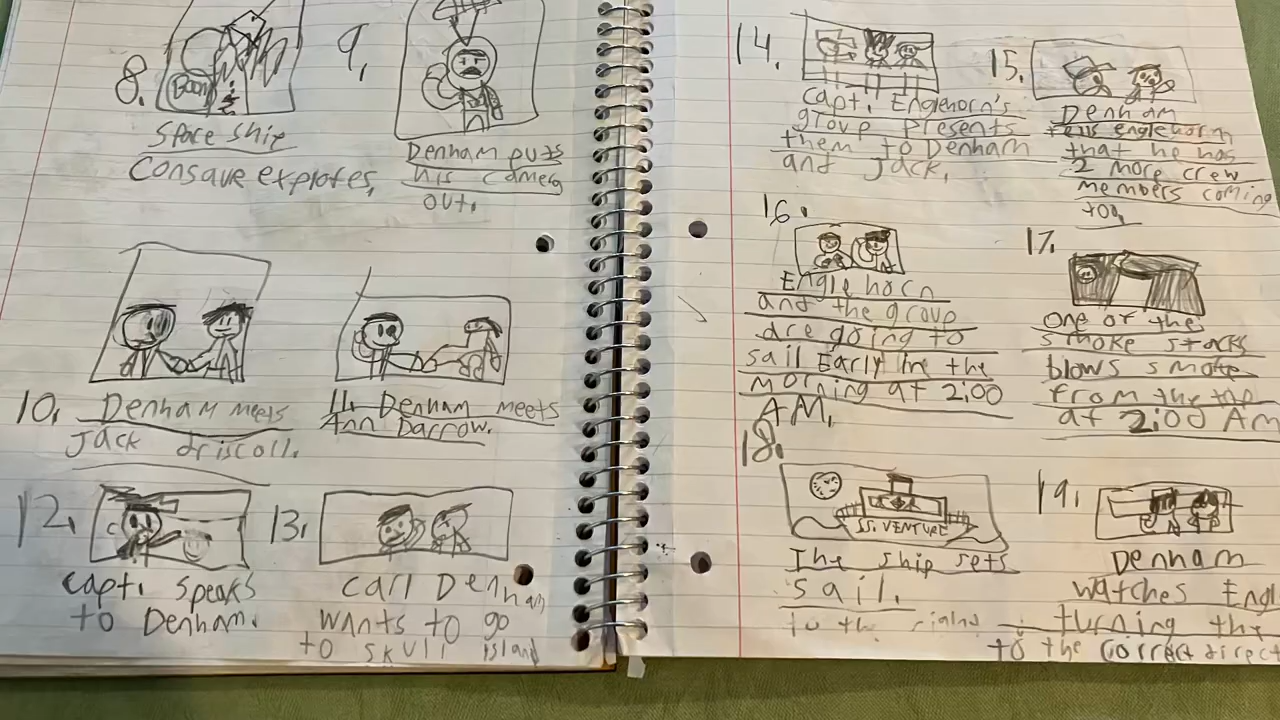 8.
Boom
Space ship
Consave explotes.
9.
Denham puts
his camera
out.
10. Denham meets
Jack driscoll.
11. Denham meets
Ann Darrow.
12.
capt. speaks
to Denham.
13.
Carl Denham
wants to go
to skull island
14.
Capt. Englehorn's
group presents
them to Denham
and Jack.
15.
Denham
tells englehorn
that he has
2 more crew
members coming
too.
16.
Englehorn
and the group
are going to
sail Early in the
morning at 2:00
AM.
17.
One of the
smoke stacks
blows smoke
from the top
at 2:00 AM
18.
SS. VENTURE
The ship sets
sail.
to the
19.
Denham
watches Engl
turning the
to the correct direct